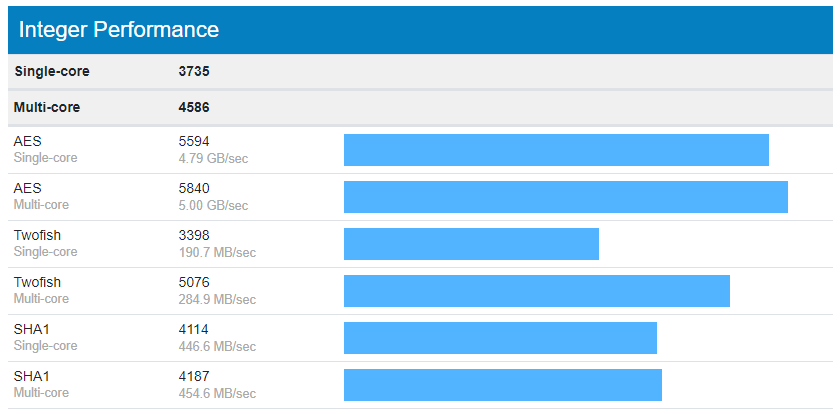 Integer Performance
Single-core 3735
Multi-core 4586
AES 5594
Single-core 4.79 GB/sec
AES 5840
Multi-core 5.00 GB/sec
Twofish 3398
Single-core 190.7 MB/sec
Twofish 5076
Multi-core 284.9 MB/sec
SHA1 4114
Single-core 446.6 MB/sec
SHA1 4187
Multi-core 454.6 MB/sec